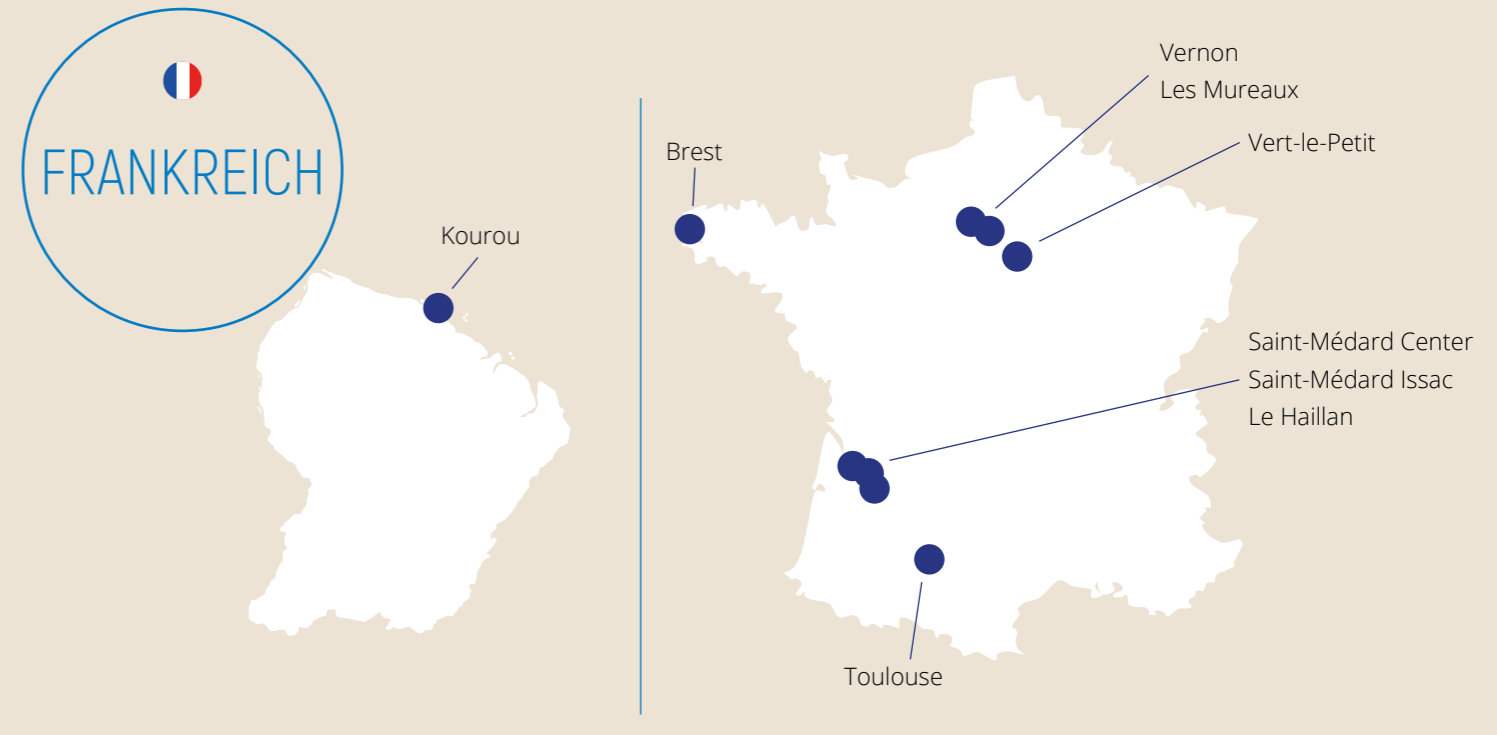 FRANKREICH
Kourou
Brest
Vernon
Les Mureaux
Vert-le-Petit
Saint-Médard Center
Saint-Médard Issac
Le Haillan
Toulouse